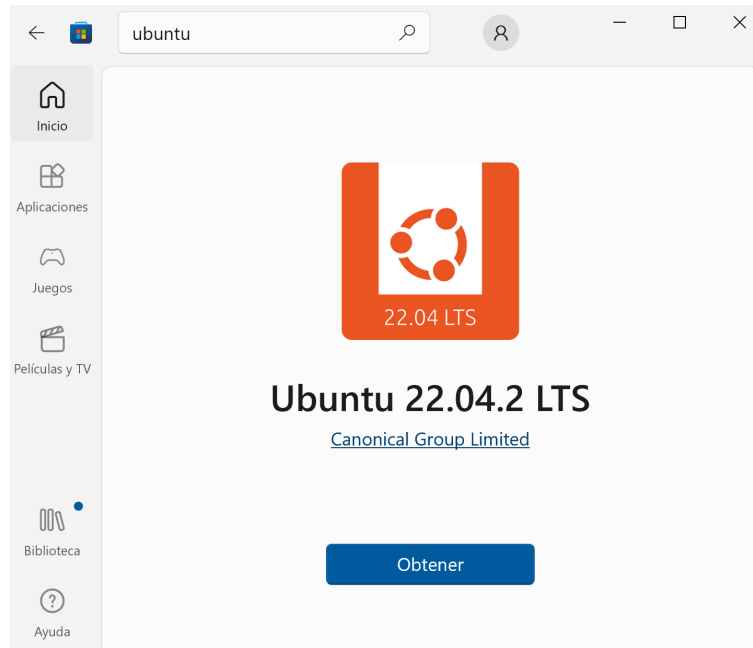 ubuntu
Inicio
Aplicaciones
Juegos
Películas y TV
Biblioteca
Ayuda
22.04 LTS
Ubuntu 22.04.2 LTS
Canonical Group Limited
Obtener